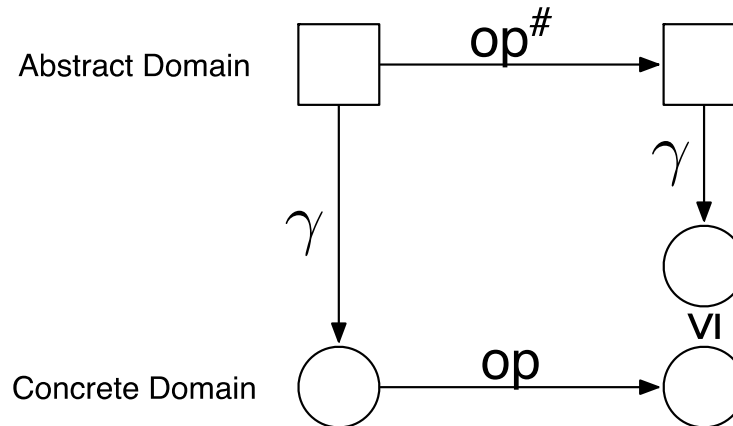 op#
Abstract Domain
γ
γ
VI
op
Concrete Domain